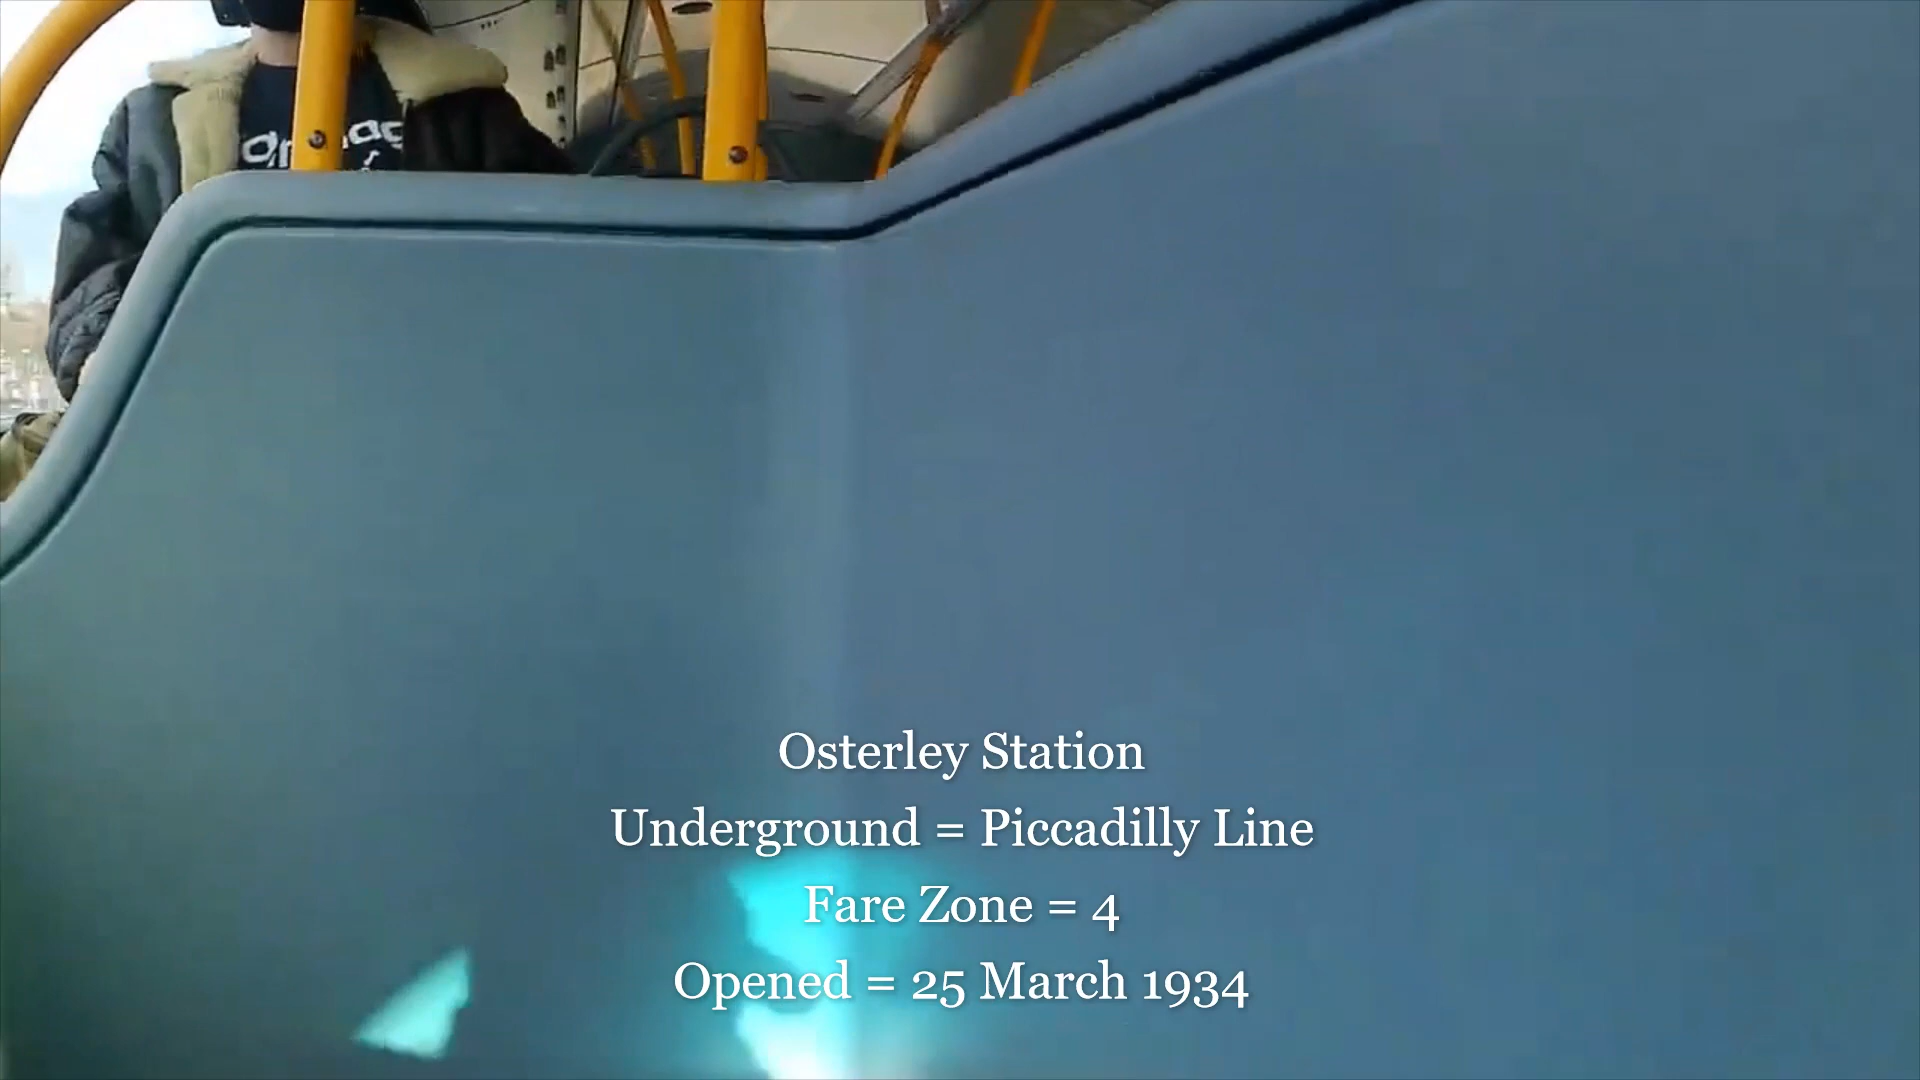 Osterley Station
Underground = Piccadilly Line
Fare Zone = 4
Opened = 25 March 1934